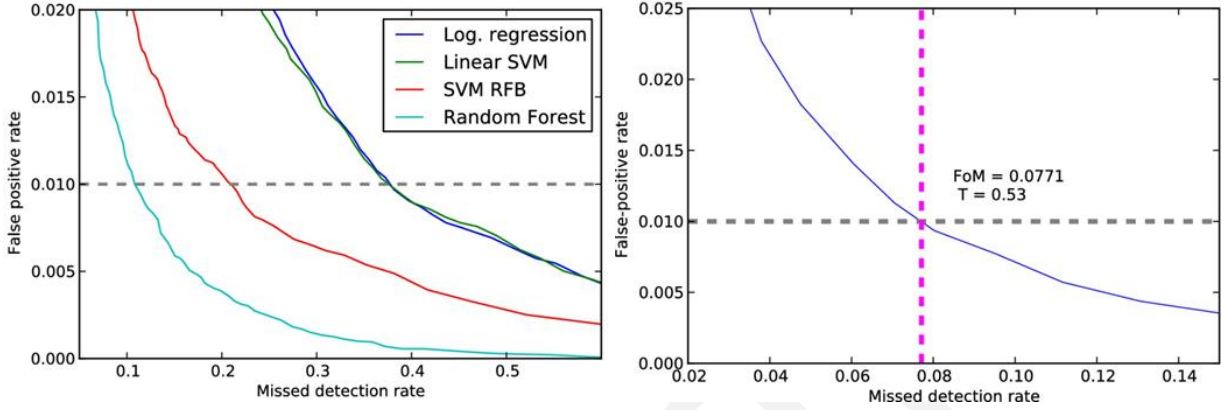 0.020
0.015
0.010
0.005
0.000
False positive rate
Log. regression
Linear SVM
SVM RFB
Random Forest
0.1 0.2 0.3 0.4 0.5
Missed detection rate
0.025
0.020
0.015
0.010
0.005
0.000
False-positive rate
FoM = 0.0771
T = 0.53
0.02 0.04 0.06 0.08 0.10 0.12 0.14
Missed detection rate